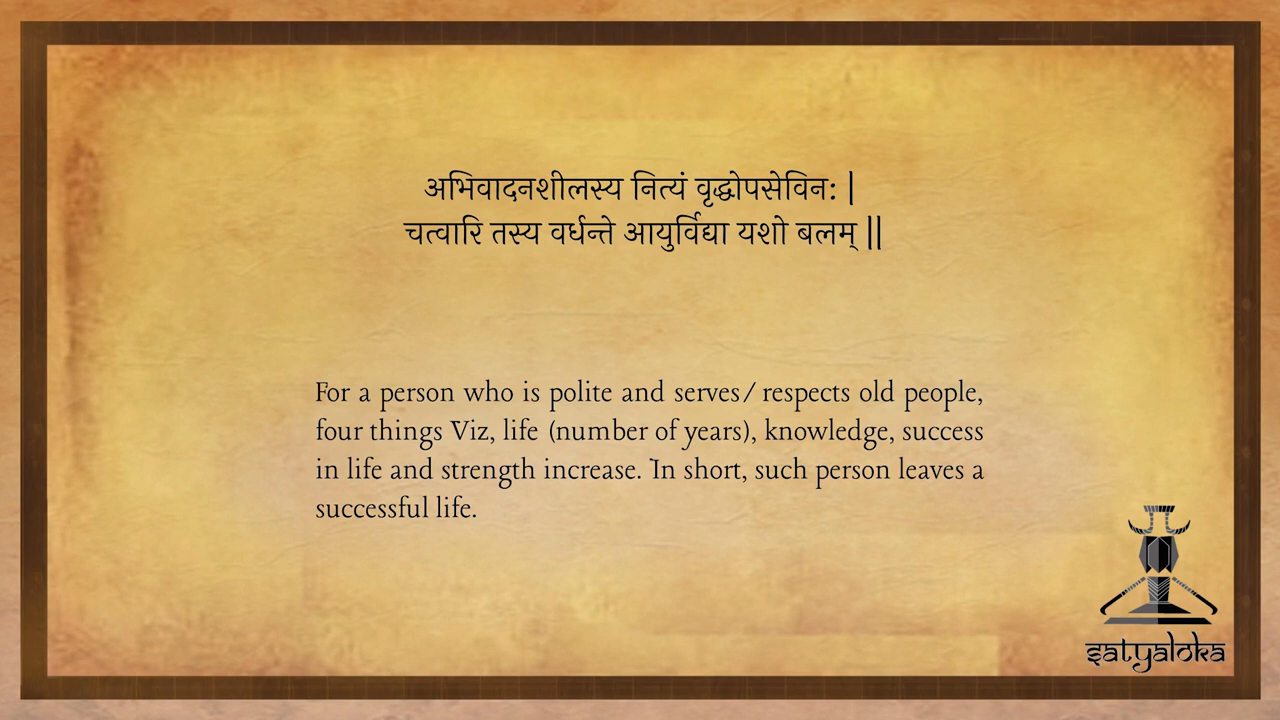 अभिवादनशीलस्य नित्यं वृद्धोपसेविन: |
चत्वारि तस्य वर्धन्ते आयुर्विद्या यशो बलम् ||
For a person who is polite and serves/ respects old people,
four things Viz, life (number of years), knowledge, success
in life and strength increase. In short, such person leaves a
successful life.
satyaloka